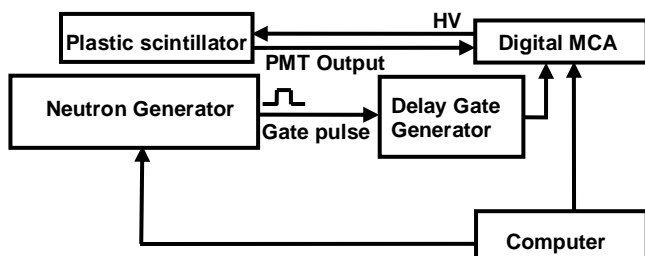 HV
Plastic scintillator
Digital MCA
PMT Output
Neutron Generator
Gate pulse
Delay Gate
Generator
Computer